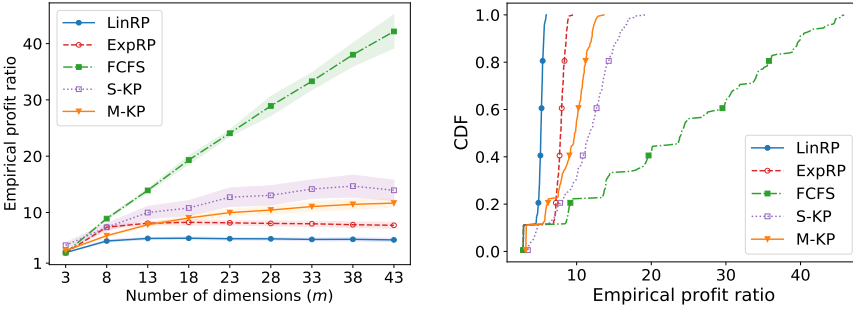 Empirical profit ratio
40
30
20
10
1
LinRP
ExpRP
FCFS
S-KP
M-KP
3 8 13 18 23 28 33 38 43
Number of dimensions (m)
CDF
1.0
0.8
0.6
0.4
0.2
0.0
LinRP
ExpRP
FCFS
S-KP
M-KP
10 20 30 40
Empirical profit ratio